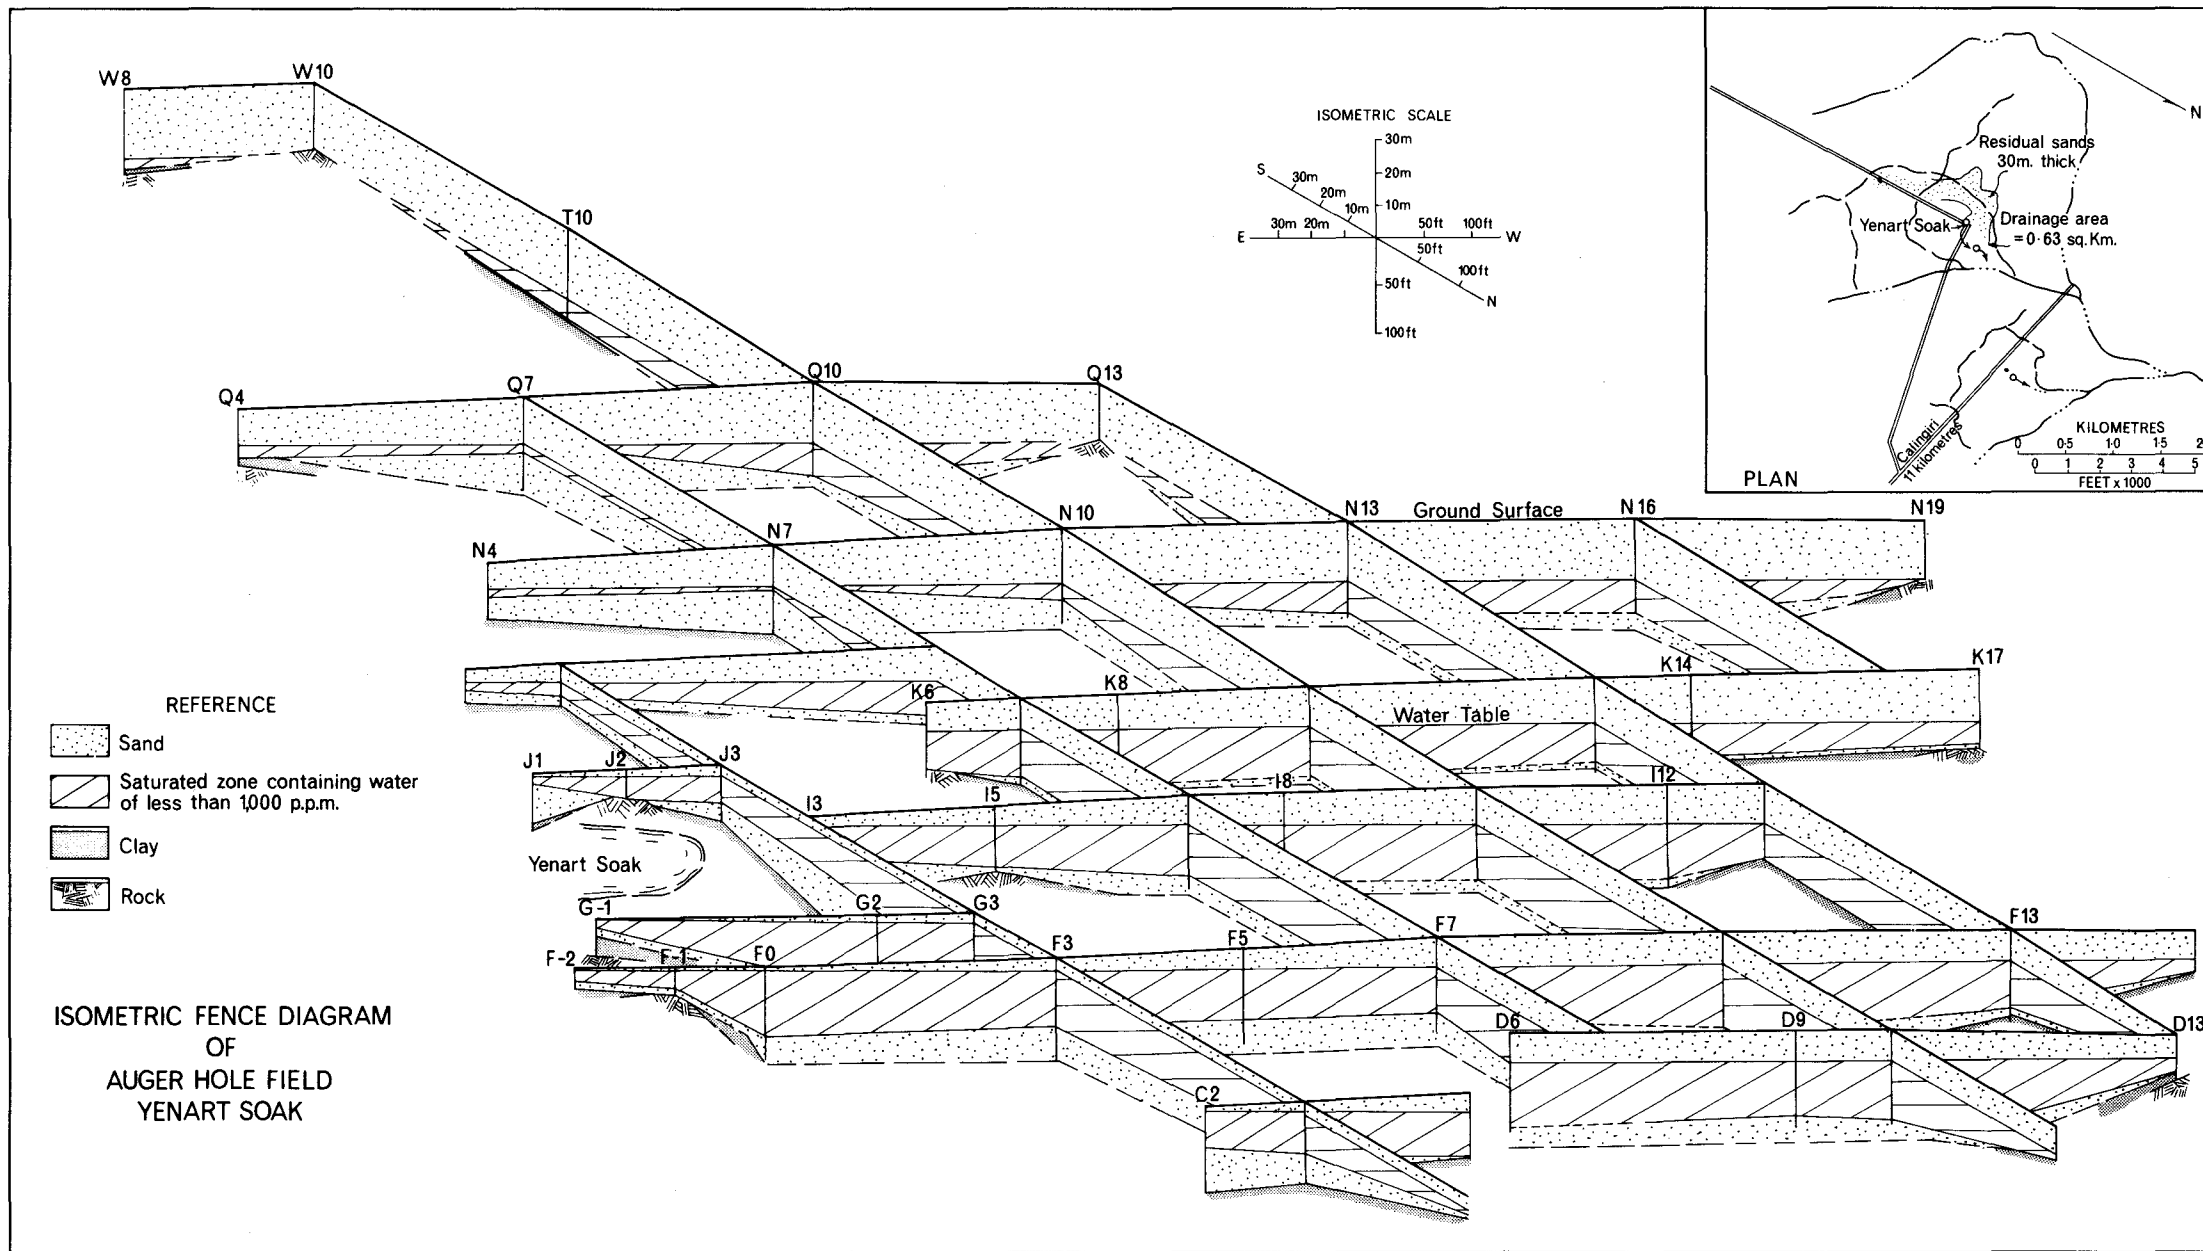 W8
W10
T10
Q4
Q7
Q10
Q13
N4
N7
N10
N13
Ground Surface
N16
N19
K6
K8
Water Table
K14
K17
J1
J2
J3
I3
I5
I8
I12
Yenart Soak
G-1
G2
G3
F-2
F-1
F0
F3
F5
F7
F13
D6
D9
D13
C2
ISOMETRIC SCALE
30m
20m
10m
S
30m
20m
10m
E
30m
20m
50ft
100ft
W
50ft
100ft
N
50ft
100ft
N
Residual sands
30m. thick
Yenart Soak
Drainage area
=0·63 sq.Km.
Calingiri
11 kilometres
KILOMETRES
0
0·5
1·0
1·5
2
0
1
2
3
4
5
FEET x 1000
PLAN
REFERENCE
Sand
Saturated zone containing water
of less than 1,000 p.p.m.
Clay
Rock
ISOMETRIC FENCE DIAGRAM
OF
AUGER HOLE FIELD
YENART SOAK